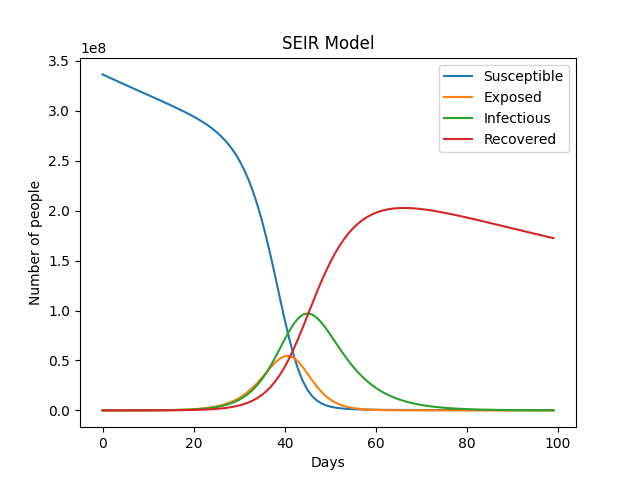 SEIR Model
1e8
3.5
3.0
2.5
2.0
1.5
1.0
0.5
0.0
Number of people
Susceptible
Exposed
Infectious
Recovered
0 20 40 60 80 100
Days